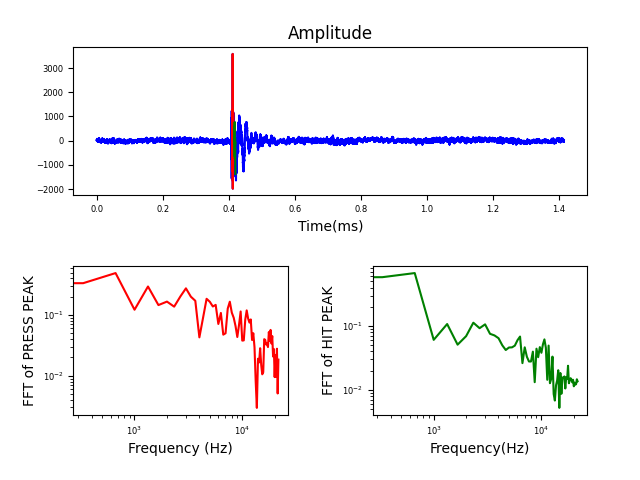 Amplitude
3000
2000
1000
0
−1000
−2000
0.0 0.2 0.4 0.6 0.8 1.0 1.2 1.4
Time(ms)
FFT of PRESS PEAK
10⁻¹
10⁻²
10³ 10⁴
Frequency (Hz)
FFT of HIT PEAK
10⁻¹
10⁻²
10³ 10⁴
Frequency(Hz)